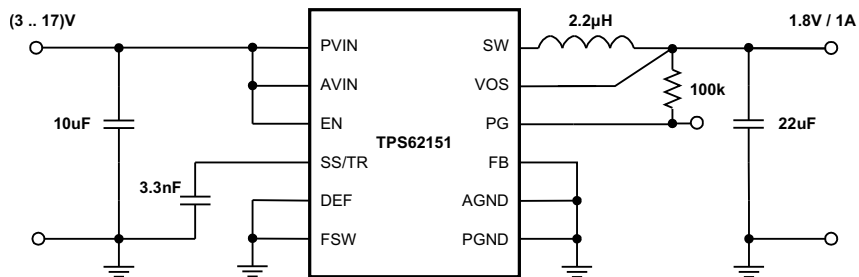 (3 .. 17)V
2.2µH
1.8V / 1A
PVIN
SW
AVIN
VOS
100k
10uF
EN
PG
22uF
TPS62151
SS/TR
FB
3.3nF
DEF
AGND
FSW
PGND